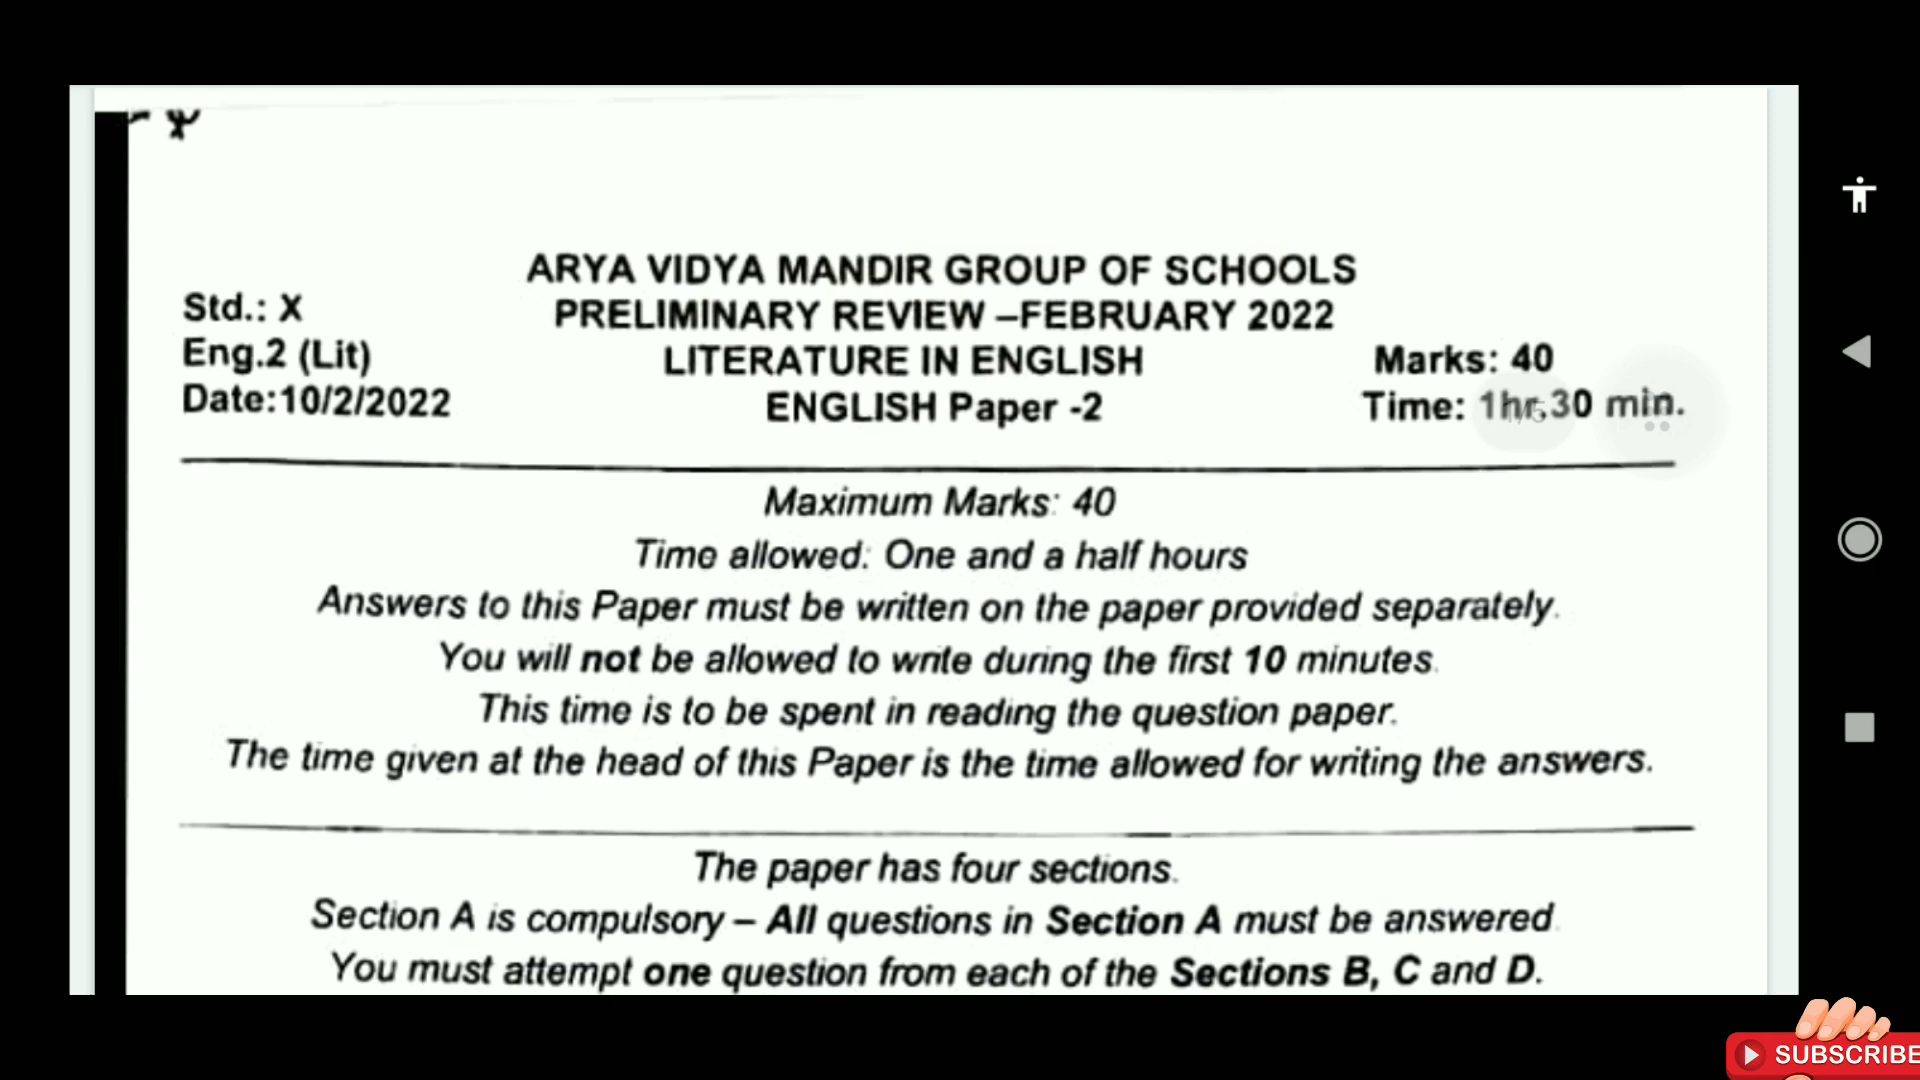 ARYA VIDYA MANDIR GROUP OF SCHOOLS
Std.: X
PRELIMINARY REVIEW –FEBRUARY 2022
Eng.2 (Lit)
LITERATURE IN ENGLISH
Marks: 40
Date:10/2/2022
ENGLISH Paper -2
Time: 1hr.30 min.
Maximum Marks: 40
Time allowed: One and a half hours
Answers to this Paper must be written on the paper provided separately.
You will not be allowed to write during the first 10 minutes.
This time is to be spent in reading the question paper.
The time given at the head of this Paper is the time allowed for writing the answers.
The paper has four sections.
Section A is compulsory – All questions in Section A must be answered.
You must attempt one question from each of the Sections B, C and D.
SUBSCRIBE